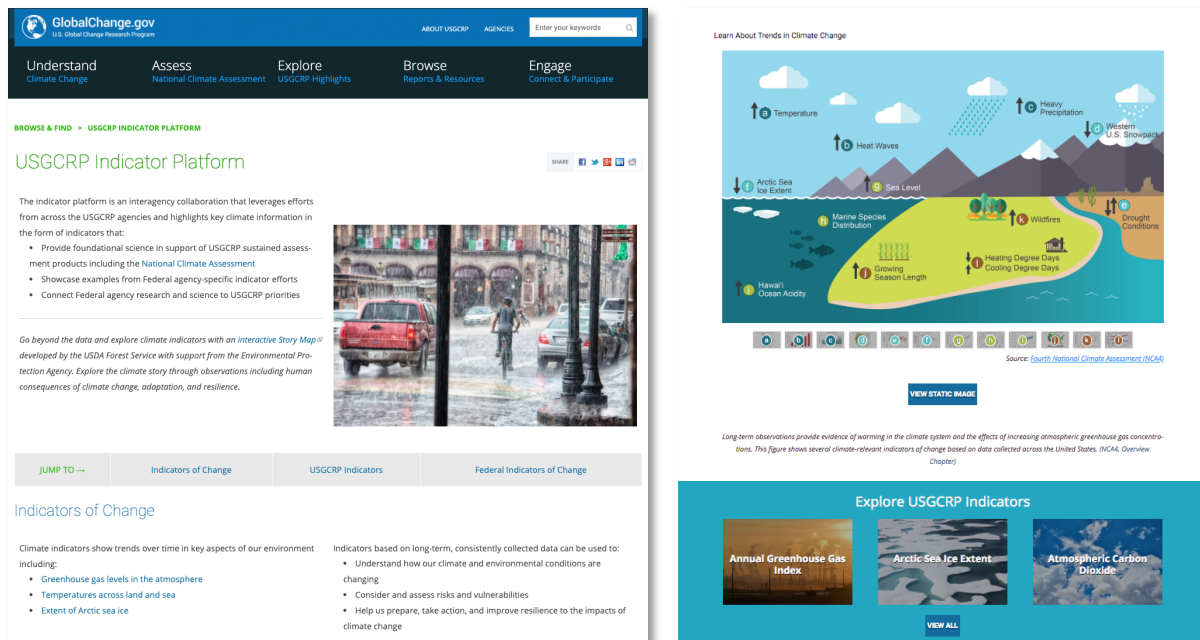 GlobalChange.gov
U.S. Global Change Research Program
ABOUT USGCRP
AGENCIES
Enter your keywords
Understand
Climate Change
Assess
National Climate Assessment
Explore
USGCRP Highlights
Browse
Reports & Resources
Engage
Connect & Participate
BROWSE & FIND > USGCRP INDICATOR PLATFORM
USGCRP Indicator Platform
SHARE
The indicator platform is an interagency collaboration that leverages efforts
from across the USGCRP agencies and highlights key climate information in
the form of indicators that:
• Provide foundational science in support of USGCRP sustained assess-
ment products including the National Climate Assessment
• Showcase examples from Federal agency-specific indicator efforts
• Connect Federal agency research and science to USGCRP priorities
Go beyond the data and explore climate indicators with an interactive Story Map
developed by the USDA Forest Service with support from the Environmental Pro-
tection Agency. Explore the climate story through observations including human
consequences of climate change, adaptation, and resilience.
JUMP TO →
Indicators of Change
USGCRP Indicators
Federal Indicators of Change
Indicators of Change
Climate indicators show trends over time in key aspects of our environment
including:
• Greenhouse gas levels in the atmosphere
• Temperatures across land and sea
• Extent of Arctic sea ice
Indicators based on long-term, consistently collected data can be used to:
• Understand how our climate and environmental conditions are
changing
• Consider and assess risks and vulnerabilities
• Help us prepare, take action, and improve resilience to the impacts of
climate change
Learn About Trends in Climate Change
a Temperature
c Heavy
Precipitation
d Western
U.S. Snowpack
b Heat Waves
f Arctic Sea
Ice Extent
g Sea Level
e Drought
Conditions
h Marine Species
Distribution
k Wildfires
j Growing
Season Length
l Heating Degree Days
Cooling Degree Days
i Hawai'i
Ocean Acidity
a b c d e f g h i j k l
Source: Fourth National Climate Assessment (NCA4)
VIEW STATIC IMAGE
Long-term observations provide evidence of warming in the climate system and the effects of increasing atmospheric greenhouse gas concentra-
tions. This figure shows several climate-relevant indicators of change based on data collected across the United States. (NCA4, Overview
Chapter)
Explore USGCRP Indicators
Annual Greenhouse Gas
Index
Arctic Sea Ice Extent
Atmospheric Carbon
Dioxide
VIEW ALL